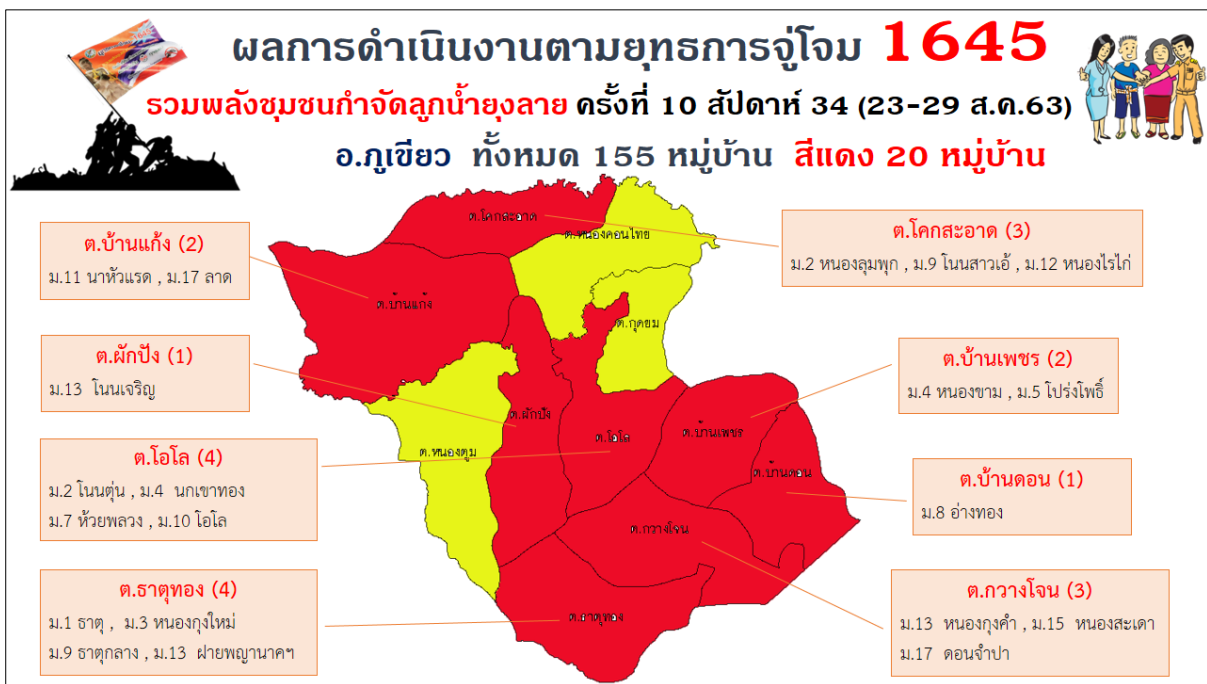 ผลการดำเนินงานตามยุทธการจู่โจม 1645
รวมพลังชุมชนกำจัดลูกน้ำยุงลาย ครั้งที่ 10 สัปดาห์ 34 (23-29 ส.ค.63)
อ.ภูเขียว ทั้งหมด 155 หมู่บ้าน สีแดง 20 หมู่บ้าน
ต.บ้านแก้ง (2)
ม.11 นาหัวแรด , ม.17 ลาด
ต.ผักปัง (1)
ม.13 โนนเจริญ
ต.โอโล (4)
ม.2 โนนตุ่น , ม.4 นกเขาทอง
ม.7 ห้วยพลวง , ม.10 โอโล
ต.ธาตุทอง (4)
ม.1 ธาตุ , ม.3 หนองกุงใหม่
ม.9 ธาตุกลาง , ม.13 ฝายพญานาคฯ
ต.โคกสะอาด
ต.หนองคอนไทย
ต.บ้านแก้ง
ต.กุดชม
ต.ผักปัง
ต.หนองตูม
ต.โอโล
ต.บ้านเพชร
ต.บ้านดอน
ต.กวางโจน
ต.ธาตุทอง
ต.โคกสะอาด (3)
ม.2 หนองลุมพุก , ม.9 โนนสาวเอ้ , ม.12 หนองไรไก่
ต.บ้านเพชร (2)
ม.4 หนองขาม , ม.5 โปร่งโพธิ์
ต.บ้านดอน (1)
ม.8 อ่างทอง
ต.กวางโจน (3)
ม.13 หนองกุงคำ , ม.15 หนองสะเดา
ม.17 ดอนจำปา